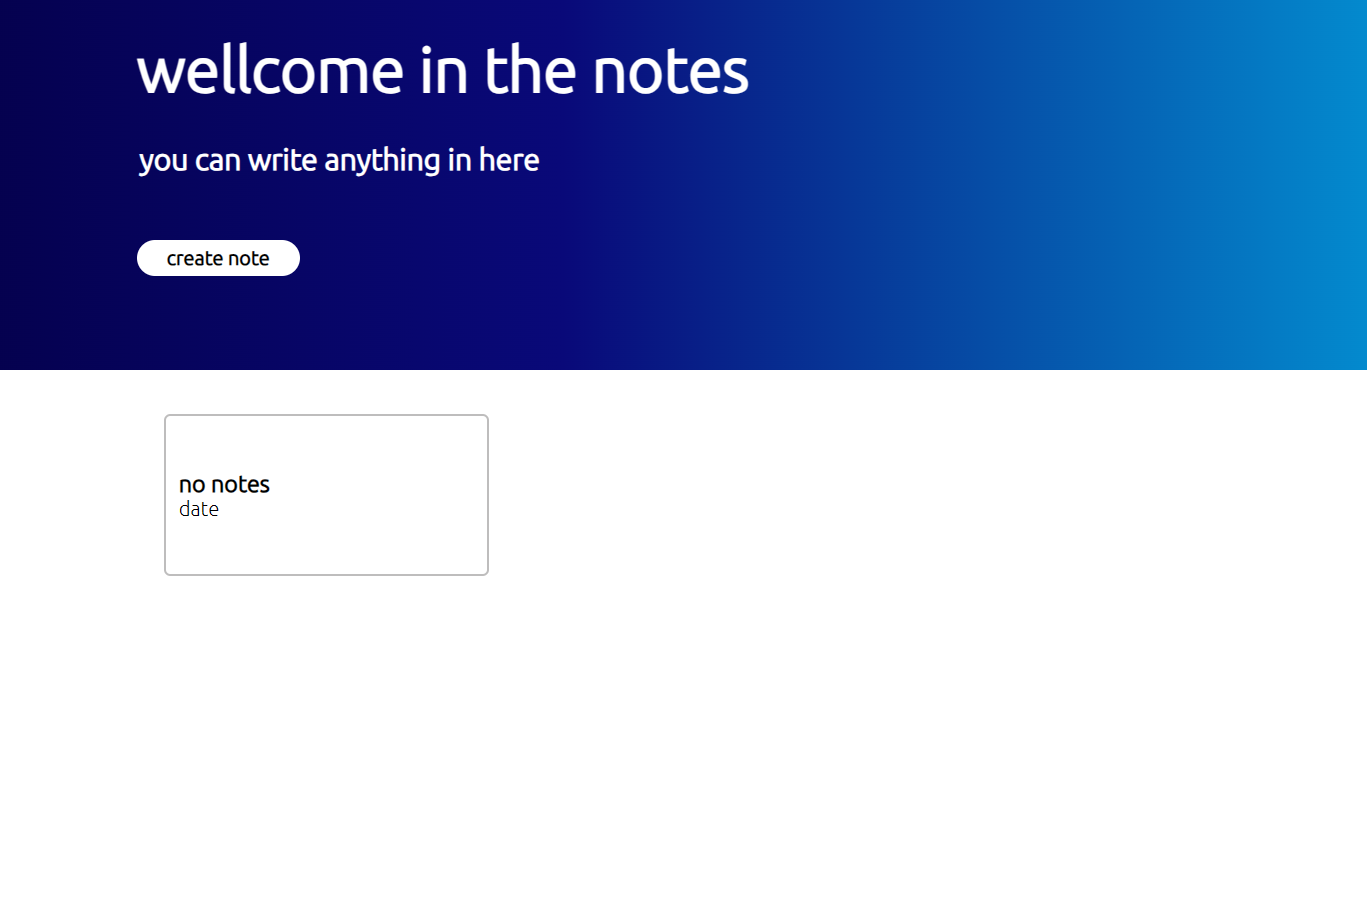 wellcome in the notes
you can write anything in here
create note
no notes
date